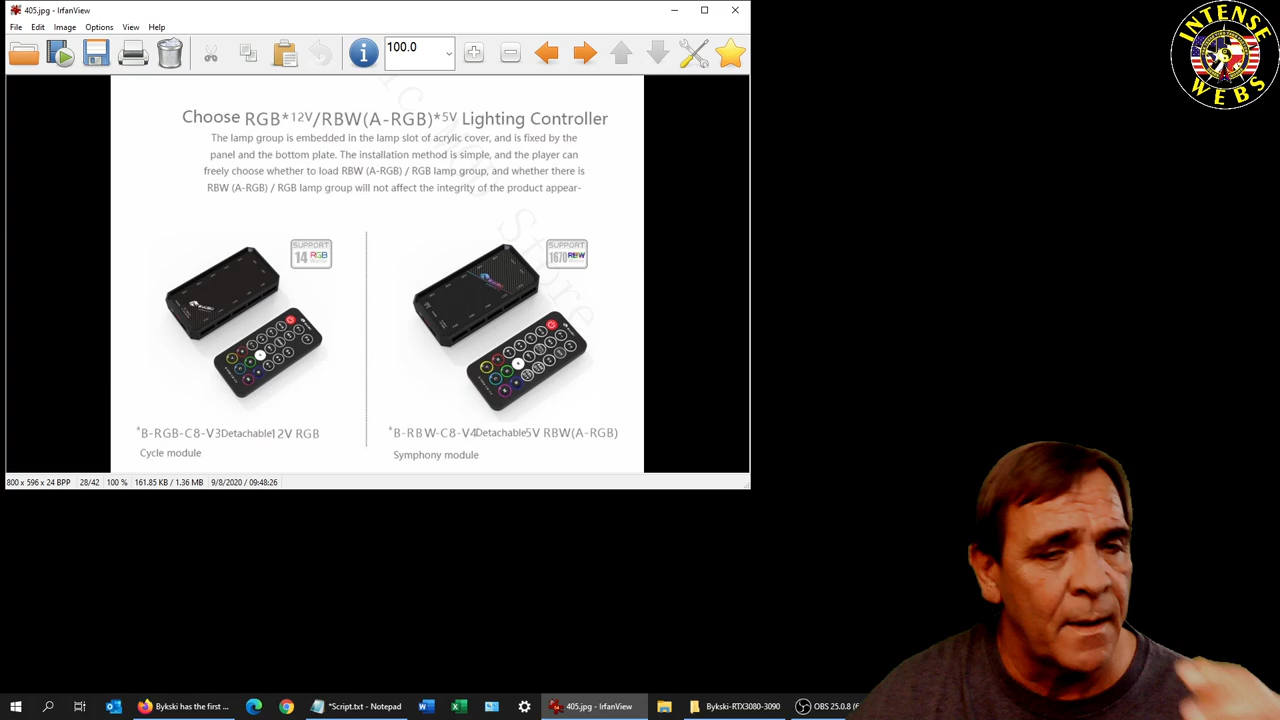 405.jpg - IrfanView
File Edit Image Options View Help
100.0
INTENSE
WEBS
Choose RGB*12V/RBW(A-RGB)*5V Lighting Controller
The lamp group is embedded in the lamp slot of acrylic cover, and is fixed by the
panel and the bottom plate. The installation method is simple, and the player can
freely choose whether to load RBW (A-RGB) / RGB lamp group, and whether there is
RBW (A-RGB) / RGB lamp group will not affect the integrity of the product appear-
SUPPORT
14 RGB
SUPPORT
1670 RBW
*B-RGB-C8-V3Detachable12V RGB
Cycle module
*B-RBW-C8-V4Detachable5V RBW(A-RGB)
Symphony module
800 x 596 x 24 BPP 28/42 100 % 161.85 KB / 1.36 MB 9/8/2020 / 09:48:26
Bykski has the first ... *Script.txt - Notepad 405.jpg - IrfanView Bykski-RTX3080-3090 OBS 25.0.8 (6